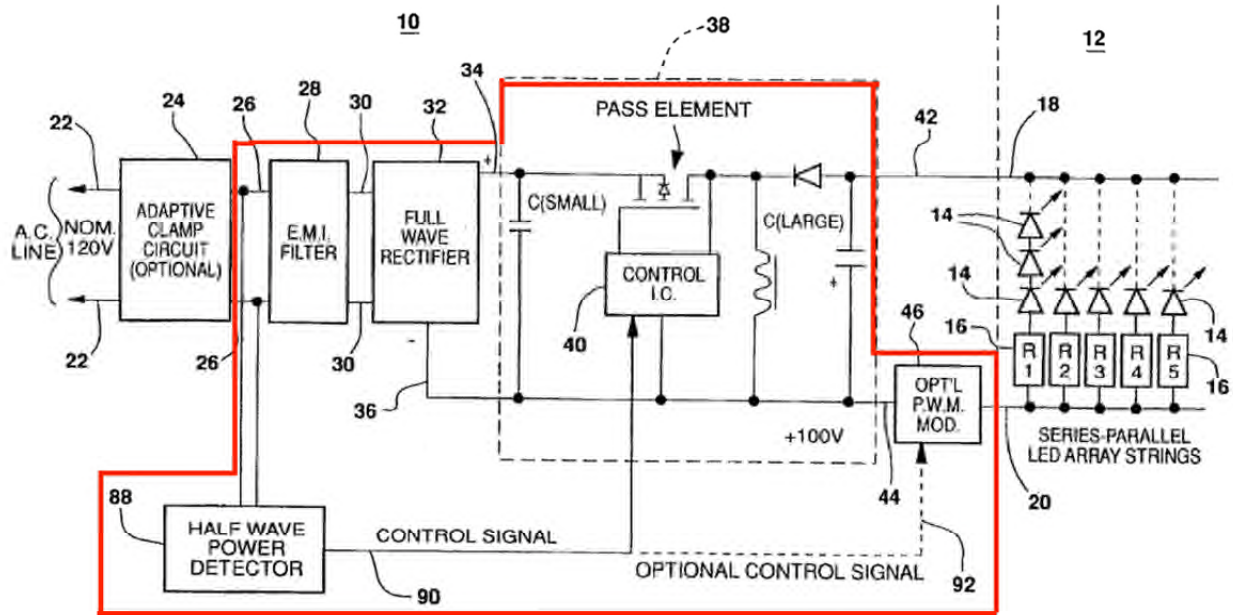 10
12
38
34
24
26
28
30
32
PASS ELEMENT
42
18
22
A.C.
LINE
NOM.
120V
ADAPTIVE
CLAMP
CIRCUIT
(OPTIONAL)
E.M.I.
FILTER
FULL
WAVE
RECTIFIER
+
-
C(SMALL)
C(LARGE)
+
CONTROL
I.C.
40
14
14
14
22
26
30
36
46
16
16
R
1
R
2
R
3
R
4
R
5
OPT'L
P.W.M.
MOD.
+100V
44
20
SERIES-PARALLEL
LED ARRAY STRINGS
88
HALF WAVE
POWER
DETECTOR
CONTROL SIGNAL
90
OPTIONAL CONTROL SIGNAL
92